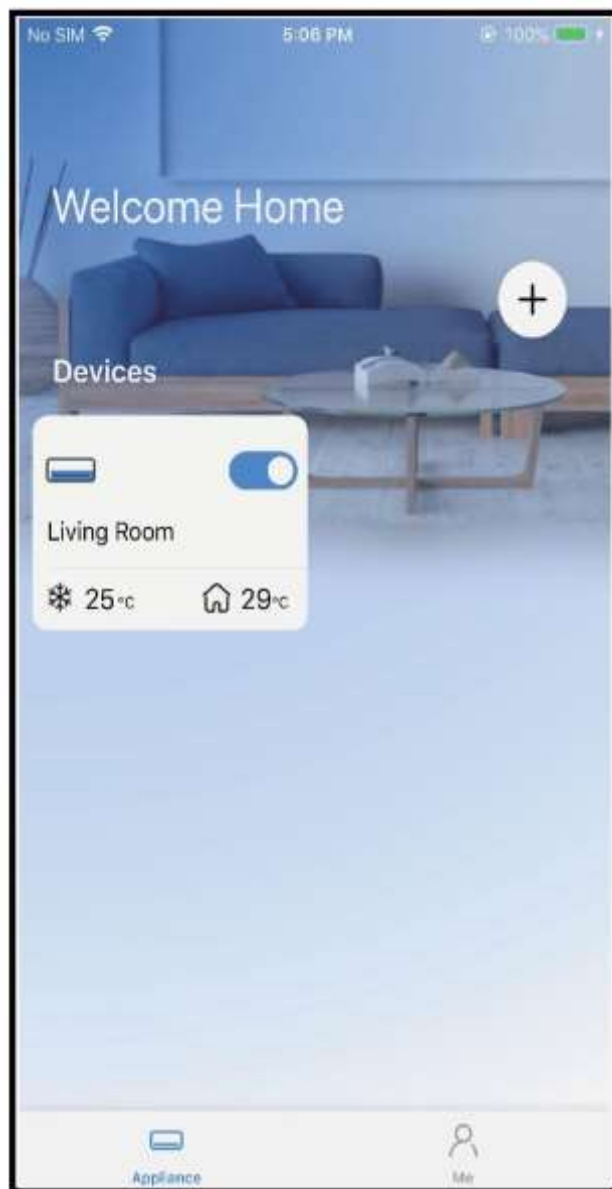 No SIM 5:06 PM 100%
Welcome Home
+
Devices
Living Room
25°C 29°C
Appliance Me